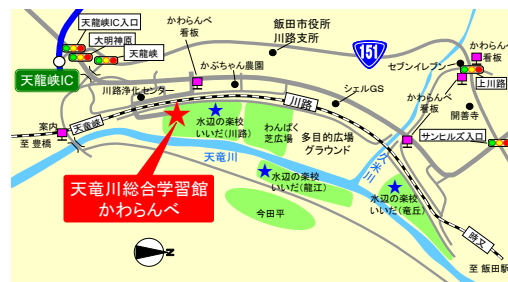 天龍峡IC入口
大明神原
天龍峡
天龍峡IC
かわらんべ
看板
飯田市役所
川路支所
151
かわらんべ
看板
セブンイレブン
上川路
かぶちゃん農園
川路浄化センター
シェルGS
川路
かわらんべ
看板
開善寺
サンヒルズ入口
案内
天竜峡
至 豊橋
水辺の楽校
いいだ(川路)
わんぱく
芝広場
多目的広場
グラウンド
天竜川
久米川
天竜川総合学習館
かわらんべ
水辺の楽校
いいだ(龍江)
水辺の楽校
いいだ(竜丘)
今田平
N
時又
至 飯田駅